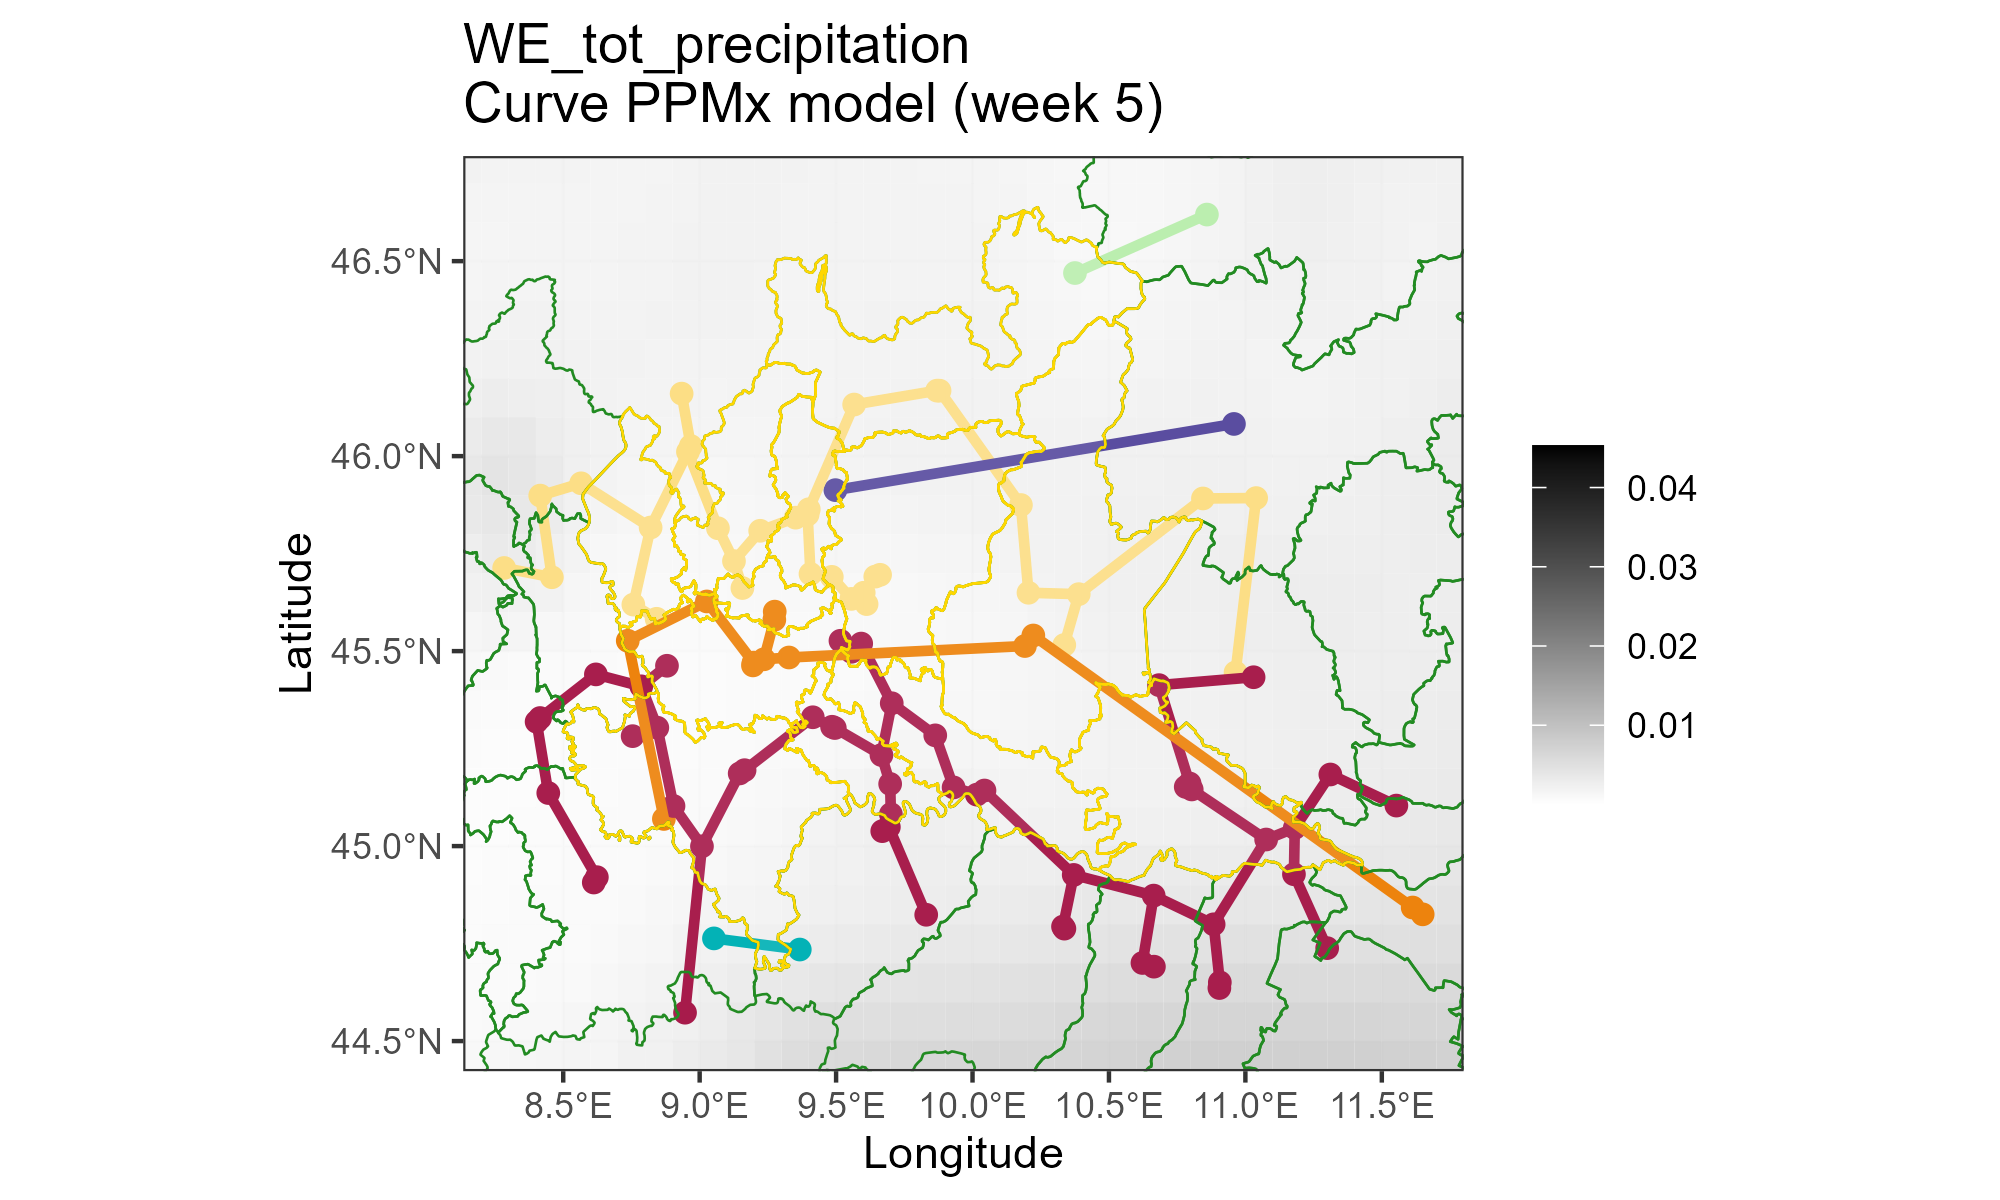 WE_tot_precipitation
Curve PPMx model (week 5)
46.5°N
46.0°N
45.5°N
45.0°N
44.5°N
Latitude
8.5°E 9.0°E 9.5°E 10.0°E 10.5°E 11.0°E 11.5°E
Longitude
0.04
0.03
0.02
0.01